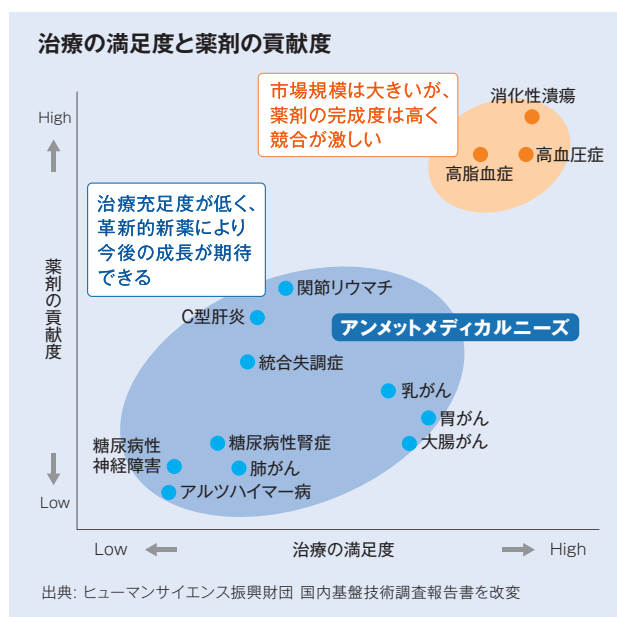 治療の満足度と薬剤の貢献度
市場規模は大きいが、
薬剤の完成度は高く
競合が激しい
消化性潰瘍
高血圧症
高脂血症
High
治療充足度が低く、
革新的新薬により
今後の成長が期待
できる
薬剤の貢献度
関節リウマチ
C型肝炎
アンメットメディカルニーズ
統合失調症
乳がん
胃がん
大腸がん
糖尿病性
神経障害
糖尿病性腎症
肺がん
アルツハイマー病
Low
Low
治療の満足度
High
出典: ヒューマンサイエンス振興財団 国内基盤技術調査報告書を改変